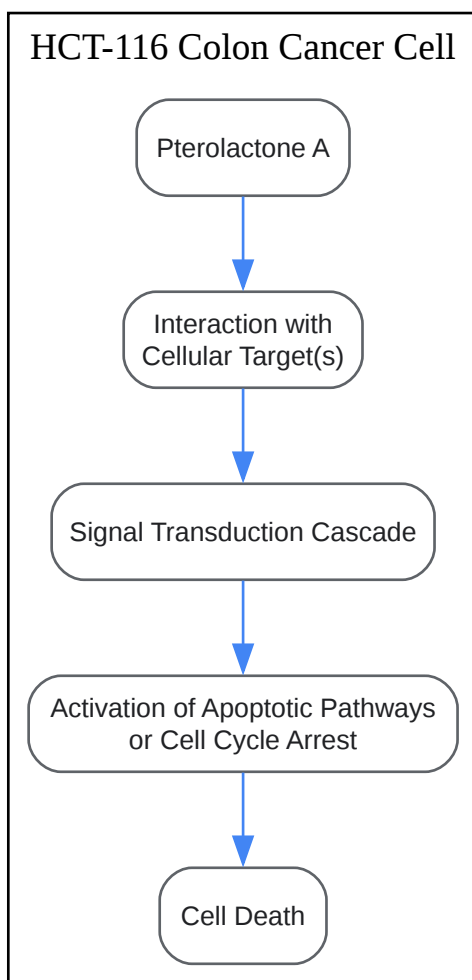 HCT-116 Colon Cancer Cell
Pterolactone A
Interaction with
Cellular Target(s)
Signal Transduction Cascade
Activation of Apoptotic Pathways
or Cell Cycle Arrest
Cell Death